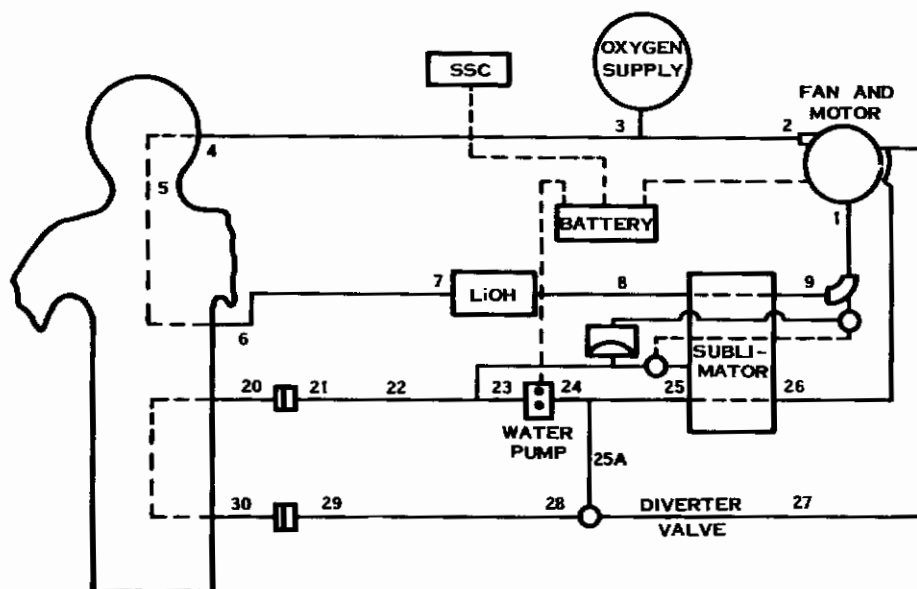 OXYGEN
SUPPLY
SSC
FAN AND
MOTOR
3
2
4
5
BATTERY
1
7
LiOH
8
9
6
SUBLI-
MATOR
20
21
22
23
24
25
26
WATER
PUMP
25A
30
29
28
DIVERTER
VALVE
27